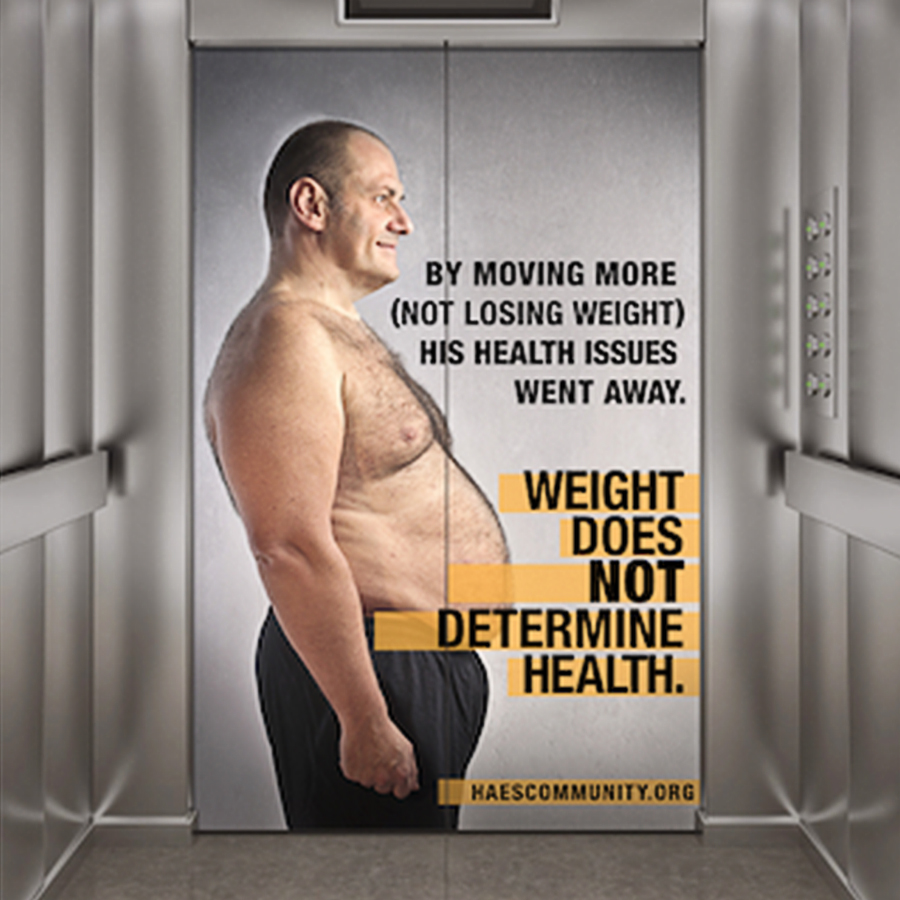 BY MOVING MORE
(NOT LOSING WEIGHT)
HIS HEALTH ISSUES
WENT AWAY.
WEIGHT
DOES
NOT
DETERMINE
HEALTH.
HAESCOMMUNITY.ORG